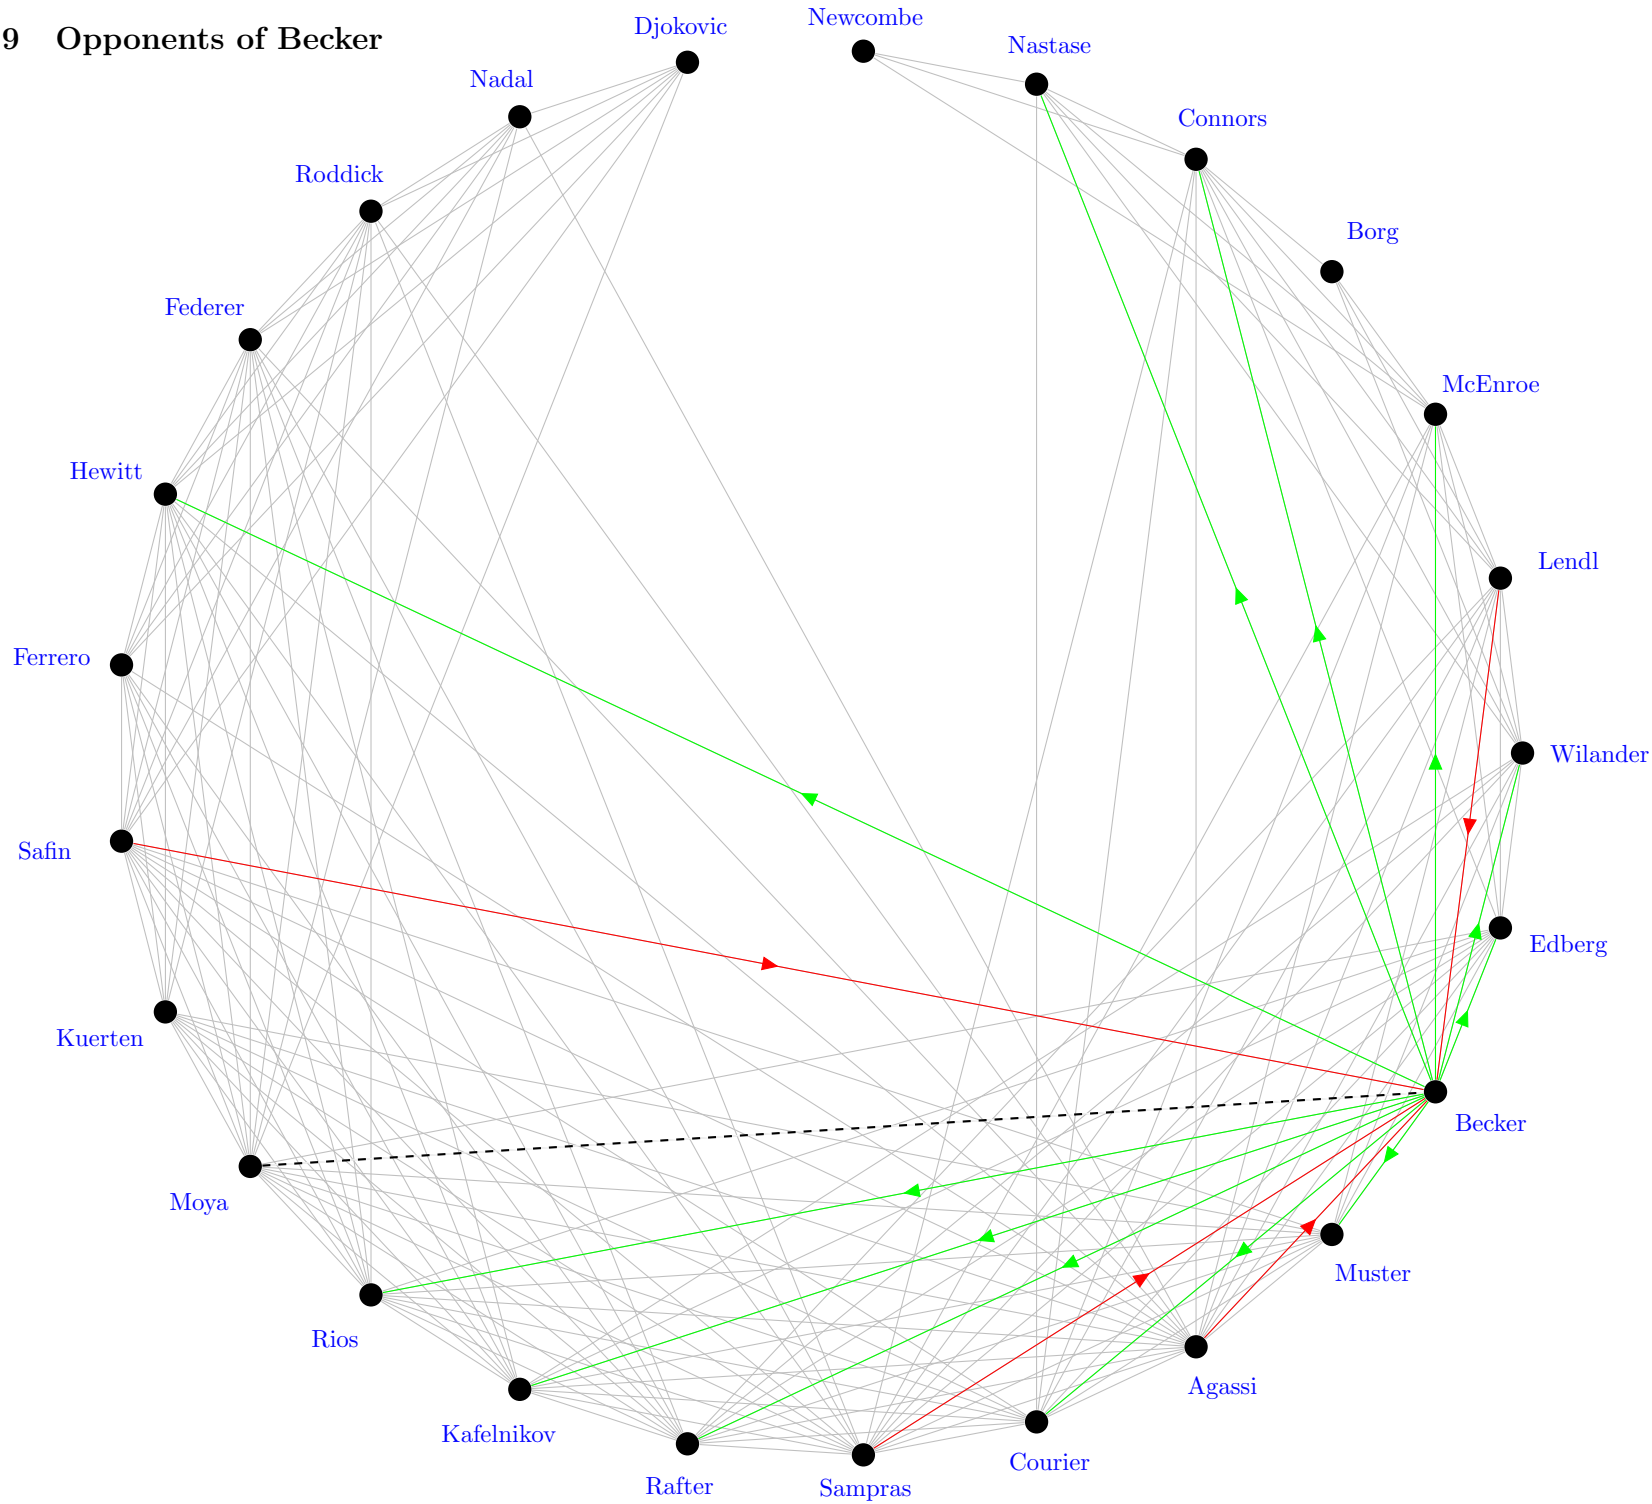 9 Opponents of Becker
Djokovic
Newcombe
Nastase
Nadal
Connors
Roddick
Borg
Federer
McEnroe
Hewitt
Lendl
Ferrero
Wilander
Safin
Edberg
Kuerten
Becker
Moya
Muster
Rios
Agassi
Kafelnikov
Courier
Rafter
Sampras